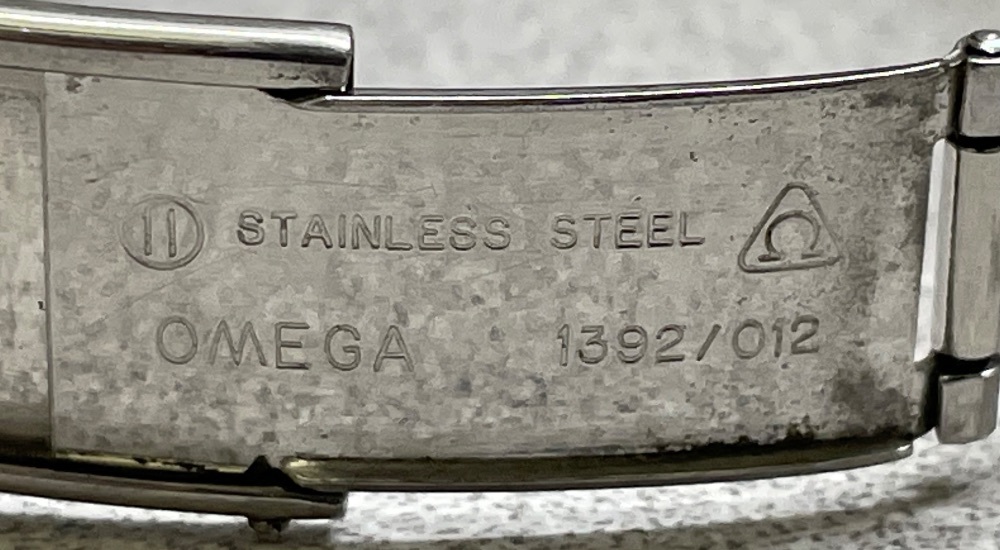 11 STAINLESS STEEL Ω
OMEGA 1392/012